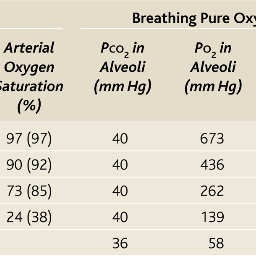 Breathing Pure Oxy
Arterial Oxygen Saturation (%)
Pco2 in Alveoli (mm Hg)
Po2 in Alveoli (mm Hg)
97 (97) 40 673
90 (92) 40 436
73 (85) 40 262
24 (38) 40 139
36 58